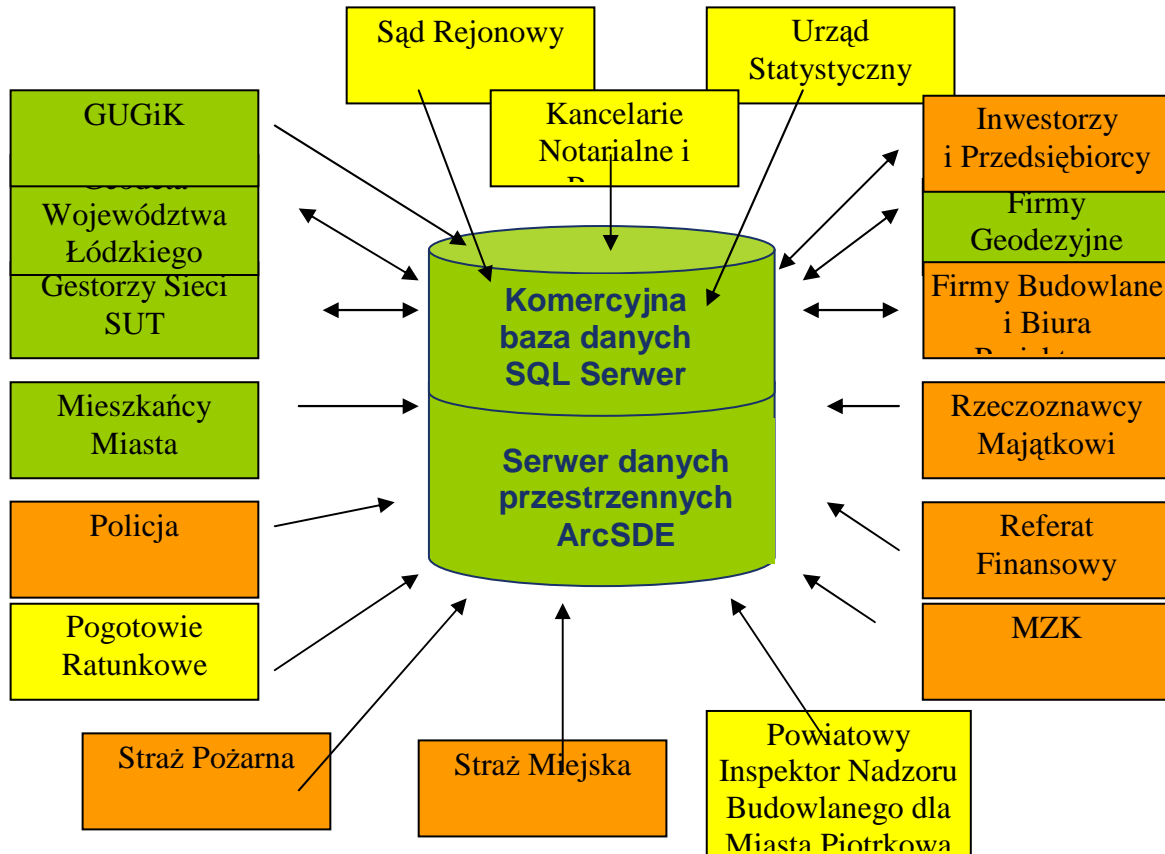 Sąd Rejonowy
Urząd
Statystyczny
GUGiK
Kancelarie
Notarialne i
Inwestorzy
i Przedsiębiorcy
Województwa
Łódzkiego
Firmy
Geodezyjne
Gestorzy Sieci
SUT
Komercyjna
baza danych
SQL Serwer
Firmy Budowlane
i Biura
Mieszkańcy
Miasta
Rzeczoznawcy
Majątkowi
Serwer danych
przestrzennych
ArcSDE
Policja
Referat
Finansowy
Pogotowie
Ratunkowe
MZK
Straż Pożarna
Straż Miejska
Powiatowy
Inspektor Nadzoru
Budowlanego dla
Miasta Piotrkowa